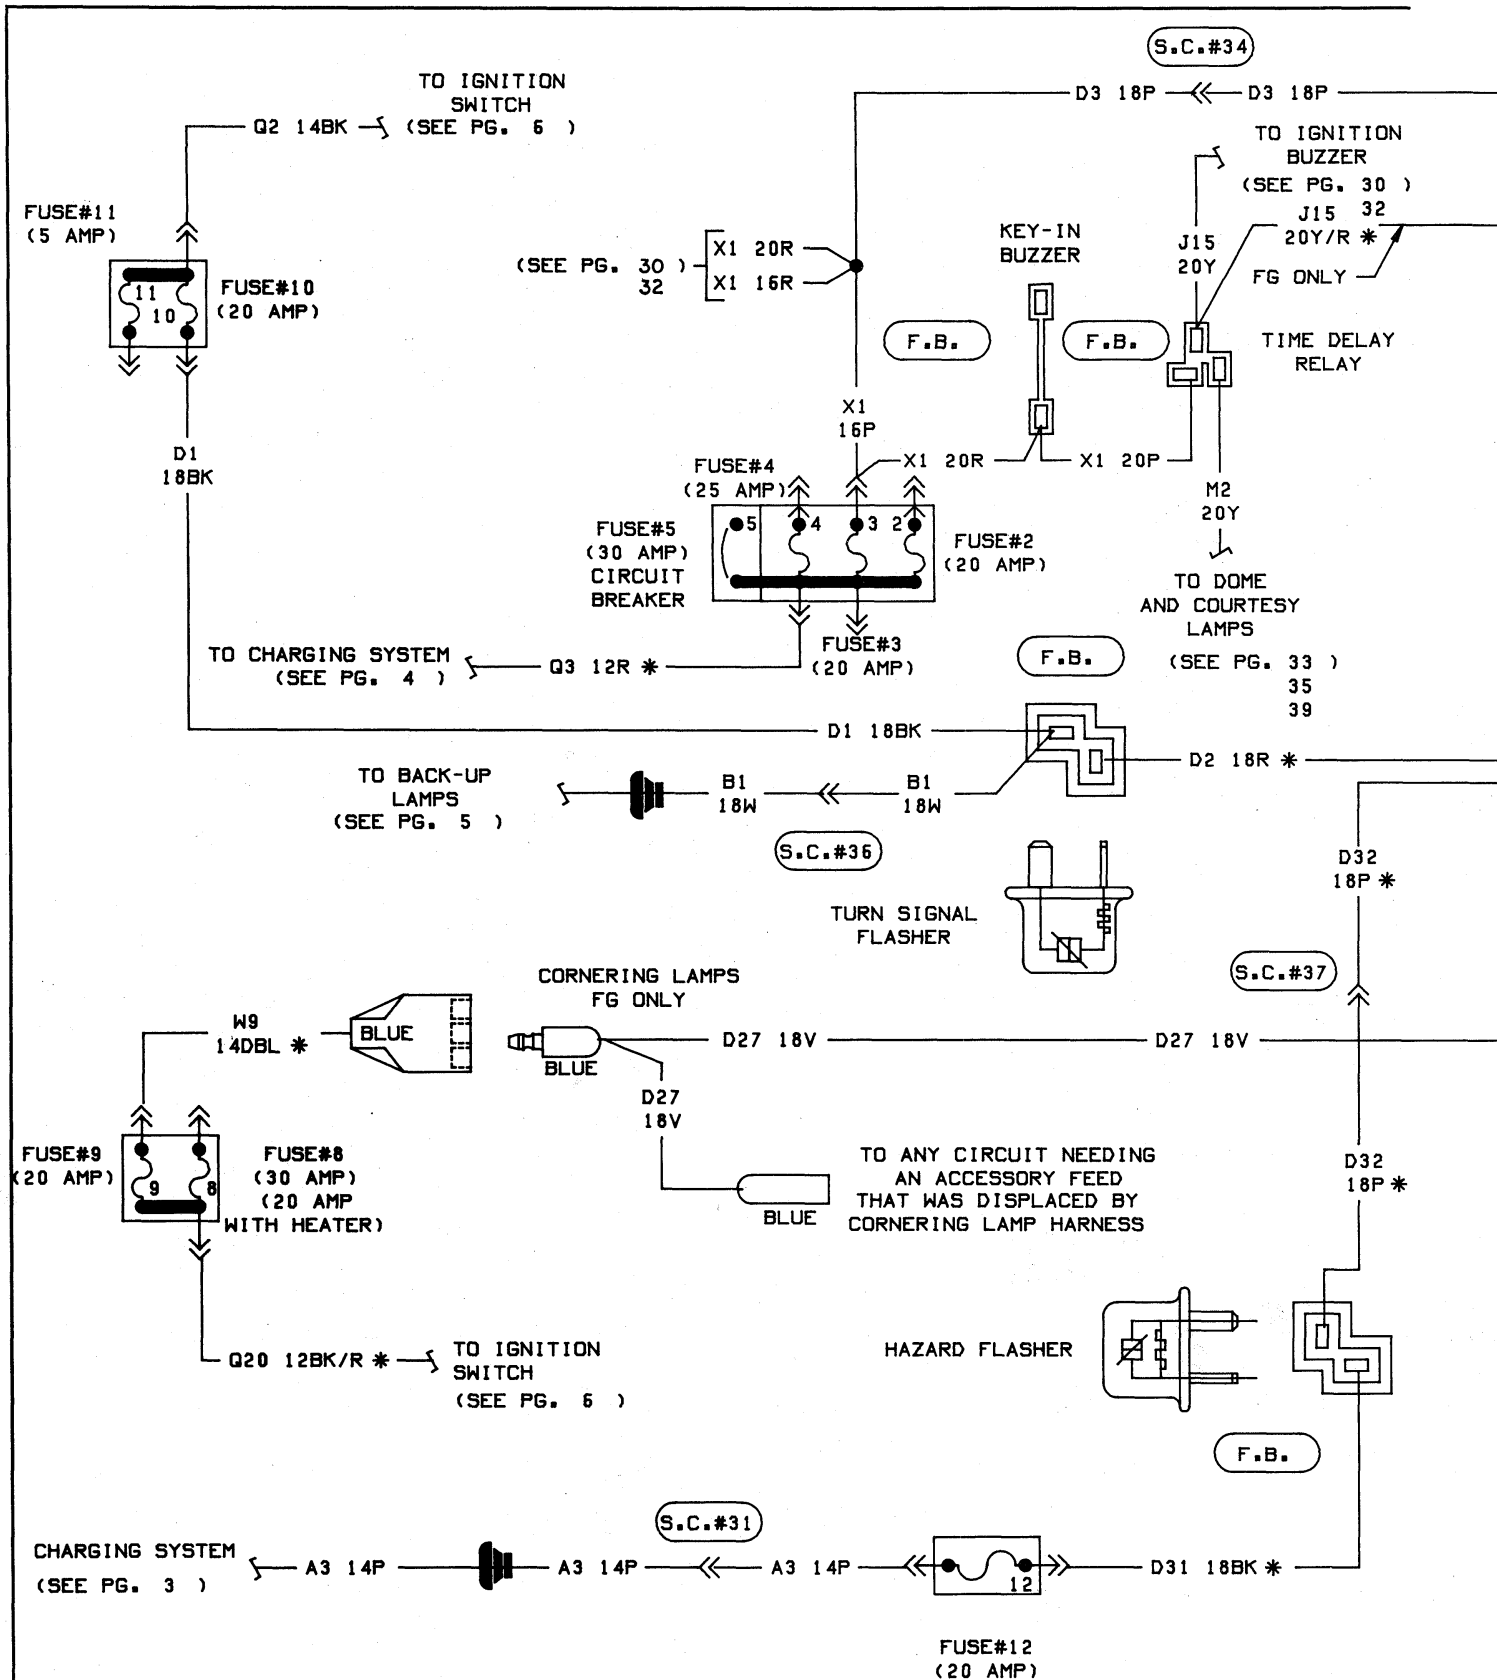 S.C.#34
TO IGNITION
SWITCH
(SEE PG. 6 )
Q2 14BK
D3 18P
D3 18P
TO IGNITION
BUZZER
(SEE PG. 30 )
32
J15
20Y/R *
J15
20Y
FG ONLY
FUSE#11
(5 AMP)
11
10
FUSE#10
(20 AMP)
(SEE PG. 30 )
32
X1 20R
X1 16R
KEY-IN
BUZZER
F.B.
F.B.
TIME DELAY
RELAY
X1
16P
D1
18BK
X1 20R
X1 20P
M2
20Y
FUSE#4
(25 AMP)
5
4
3
2
FUSE#5
(30 AMP)
CIRCUIT
BREAKER
FUSE#2
(20 AMP)
FUSE#3
(20 AMP)
TO DOME
AND COURTESY
LAMPS
(SEE PG. 33 )
35
39
TO CHARGING SYSTEM
(SEE PG. 4 )
Q3 12R *
F.B.
D1 18BK
D2 18R *
TO BACK-UP
LAMPS
(SEE PG. 5 )
B1
18W
B1
18W
S.C.#36
TURN SIGNAL
FLASHER
D32
18P *
S.C.#37
CORNERING LAMPS
FG ONLY
W9
14DBL *
BLUE
BLUE
D27 18V
D27 18V
D27
18V
FUSE#9
(20 AMP)
9
8
FUSE#8
(30 AMP)
(20 AMP
WITH HEATER)
BLUE
TO ANY CIRCUIT NEEDING
AN ACCESSORY FEED
THAT WAS DISPLACED BY
CORNERING LAMP HARNESS
D32
18P *
Q20 12BK/R *
TO IGNITION
SWITCH
(SEE PG. 6 )
HAZARD FLASHER
F.B.
S.C.#31
CHARGING SYSTEM
(SEE PG. 3 )
A3 14P
A3 14P
A3 14P
12
D31 18BK *
FUSE#12
(20 AMP)